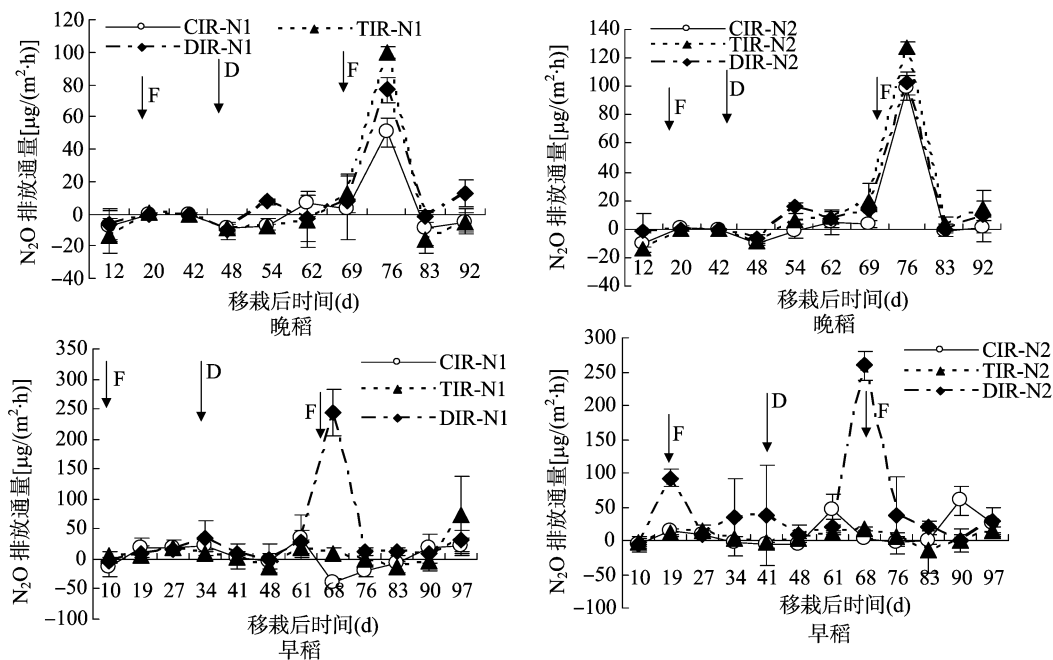 CIR-N1 TIR-N1
DIR-N1
N₂O 排放通量[μg/(m²·h)]
120
100
80
60
40
20
0
−20
−40
F D F
12 20 42 48 54 62 69 76 83 92
移栽后时间(d)
晚稻
CIR-N2
TIR-N2
DIR-N2
N₂O 排放通量[μg/(m²·h)]
140
120
100
80
60
40
20
0
−20
−40
F D F
12 20 42 48 54 62 69 76 83 92
移栽后时间(d)
晚稻
CIR-N1
TIR-N1
DIR-N1
N₂O 排放通量[μg/(m²·h)]
350
300
250
200
150
100
50
0
−50
−100
F D F
10 19 27 34 41 48 61 68 76 83 90 97
移栽后时间(d)
早稻
CIR-N2
TIR-N2
DIR-N2
N₂O 排放通量[μg/(m²·h)]
300
250
200
150
100
50
0
−50
−100
F D F
10 19 27 34 41 48 61 68 76 83 90 97
移栽后时间(d)
早稻